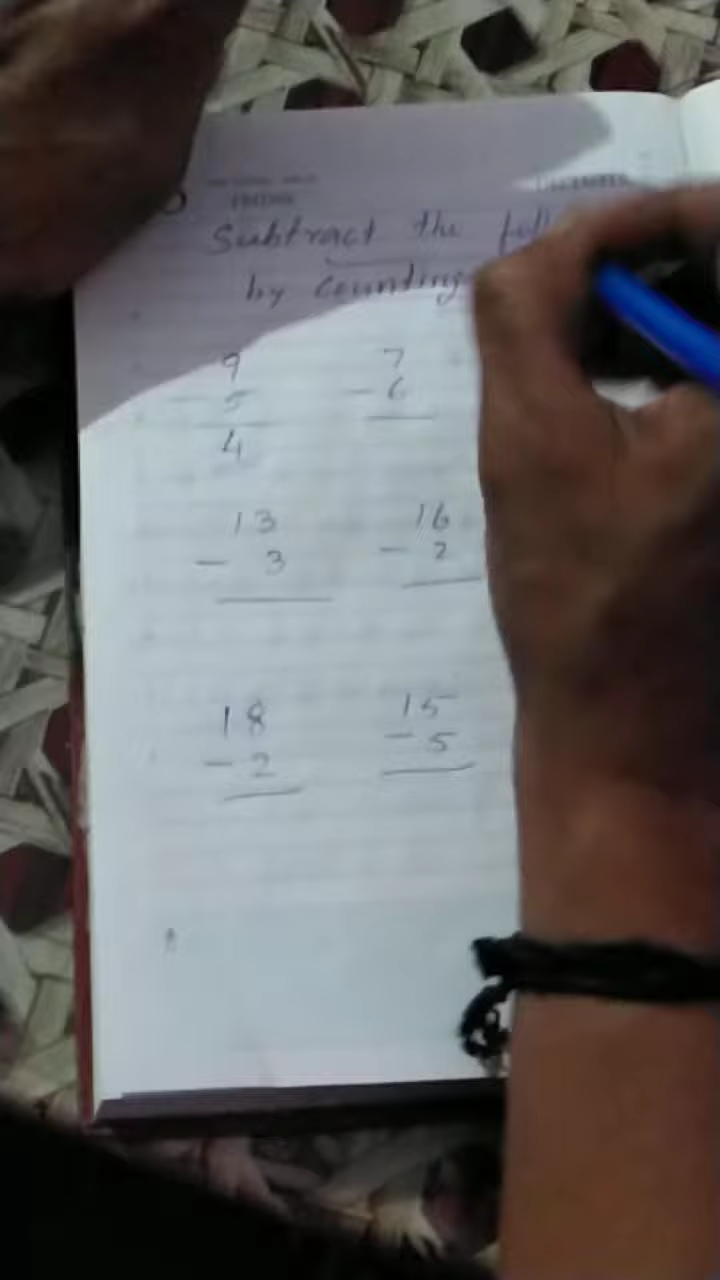 Subtract the
by counting
9 7
5 - 6
4
13 16
- 3 - 2
18 15
- 2 - 5